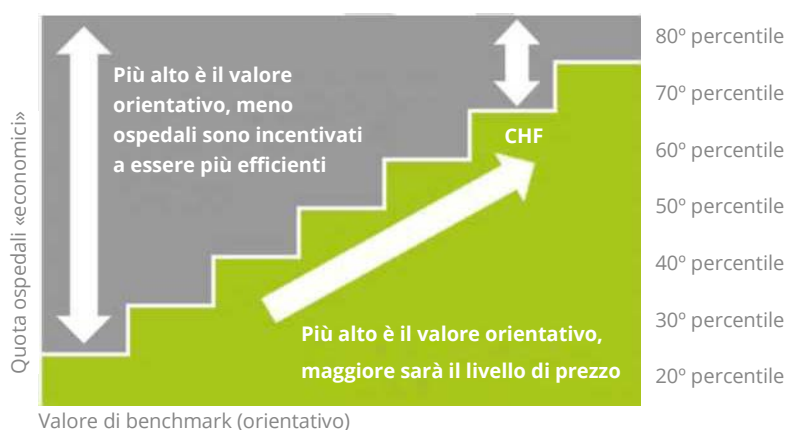 Più alto è il valore
orientativo, meno
ospedali sono incentivati
a essere più efficienti
CHF
Più alto è il valore orientativo,
maggiore sarà il livello di prezzo
Quota ospedali «economici»
Valore di benchmark (orientativo)
80º percentile
70º percentile
60º percentile
50º percentile
40º percentile
30º percentile
20º percentile